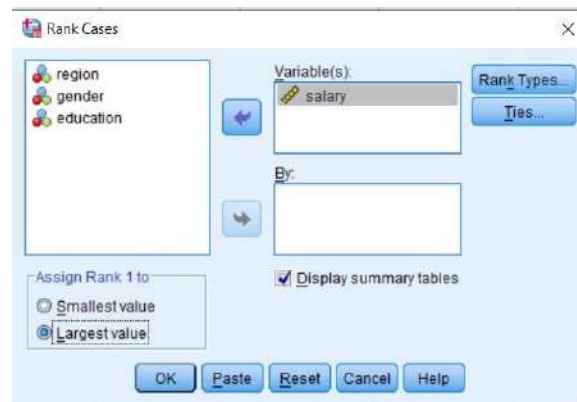 Rank Cases
region
gender
education
Variable(s):
salary
Rank Types...
Ties...
By:
Assign Rank 1 to
Smallest value
Largest value
Display summary tables
OK
Paste
Reset
Cancel
Help